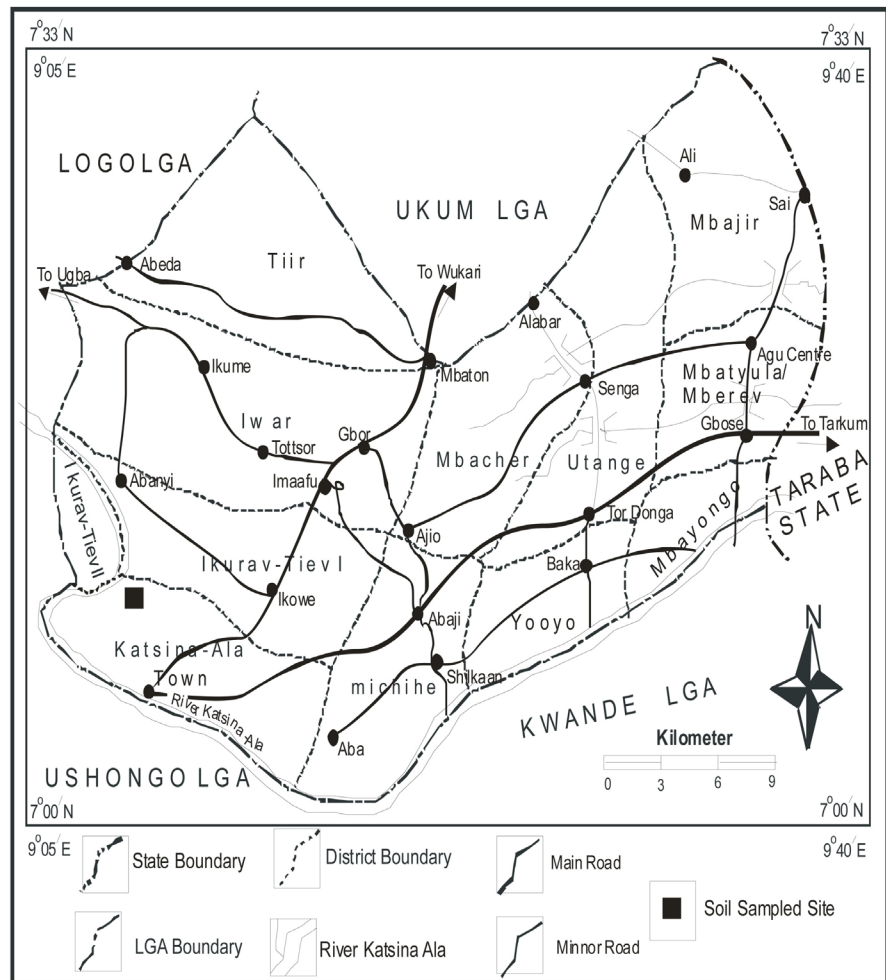 7°33′N
7°33′N
9°05′E
9°40′E
LOGOLGA
UKUM LGA
Ali
Sai
Mbajir
Abeda
Tiir
To Ugba
To Wukari
Alabar
Ikume
Mbaton
Senga
Agu Centre
Mbatyula/
Mberev
Iwar
Gbor
Gbose
To Tarkum
Tottsor
Mbacher
Utange
Imaafu
Abanyi
Ikurav-TievII
TARABA
STATE
Ajio
Tor Donga
Mbayongo
Ikurav-TievI
Baka
Ikowe
Abaji
Yooyo
N
Katsina-Ala
Town
Shilkaan
michihe
River Katsina Ala
KWANDE LGA
Aba
Kilometer
0 3 6 9
USHONGO LGA
7°00′N
7°00′N
9°05′E
9°40′E
State Boundary
District Boundary
Main Road
Soil Sampled Site
LGA Boundary
River Katsina Ala
Minnor Road